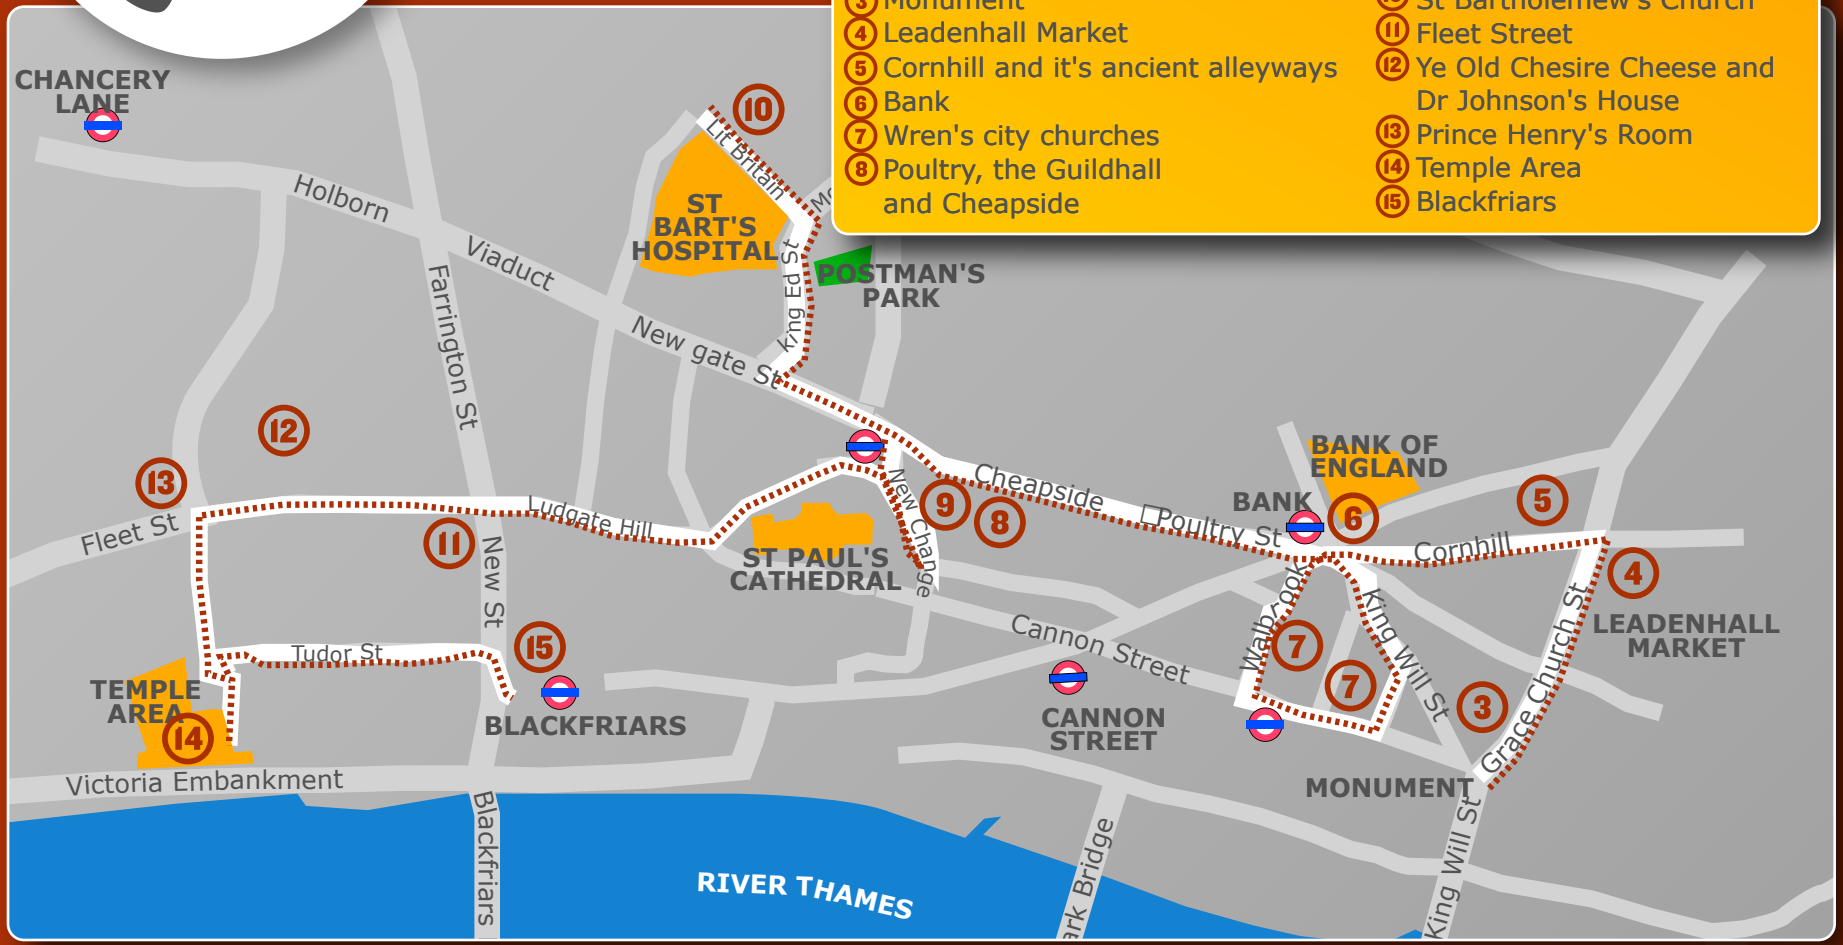 3 Monument
4 Leadenhall Market
5 Cornhill and it's ancient alleyways
6 Bank
7 Wren's city churches
8 Poultry, the Guildhall
and Cheapside
St Bartholemew's Church
11 Fleet Street
12 Ye Old Chesire Cheese and
Dr Johnson's House
13 Prince Henry's Room
14 Temple Area
15 Blackfriars
CHANCERY
LANE
10
Lit Britain
Holborn
Viaduct
ST
BART'S
HOSPITAL
King Ed St
POSTMAN'S
PARK
Farrington St
New gate St
12
13
Fleet St
11
Ludgate Hill
New St
New Change
9
8
Cheapside
Poultry St
BANK OF
ENGLAND
BANK
6
5
Cornhill
4
LEADENHALL
MARKET
ST PAUL'S
CATHEDRAL
Cannon Street
Walbrook
King Will St
Grace Church St
7
7
3
Tudor St
15
BLACKFRIARS
TEMPLE
AREA
14
CANNON
STREET
MONUMENT
Victoria Embankment
Blackfriars
RIVER THAMES
ark Bridge
King Will St